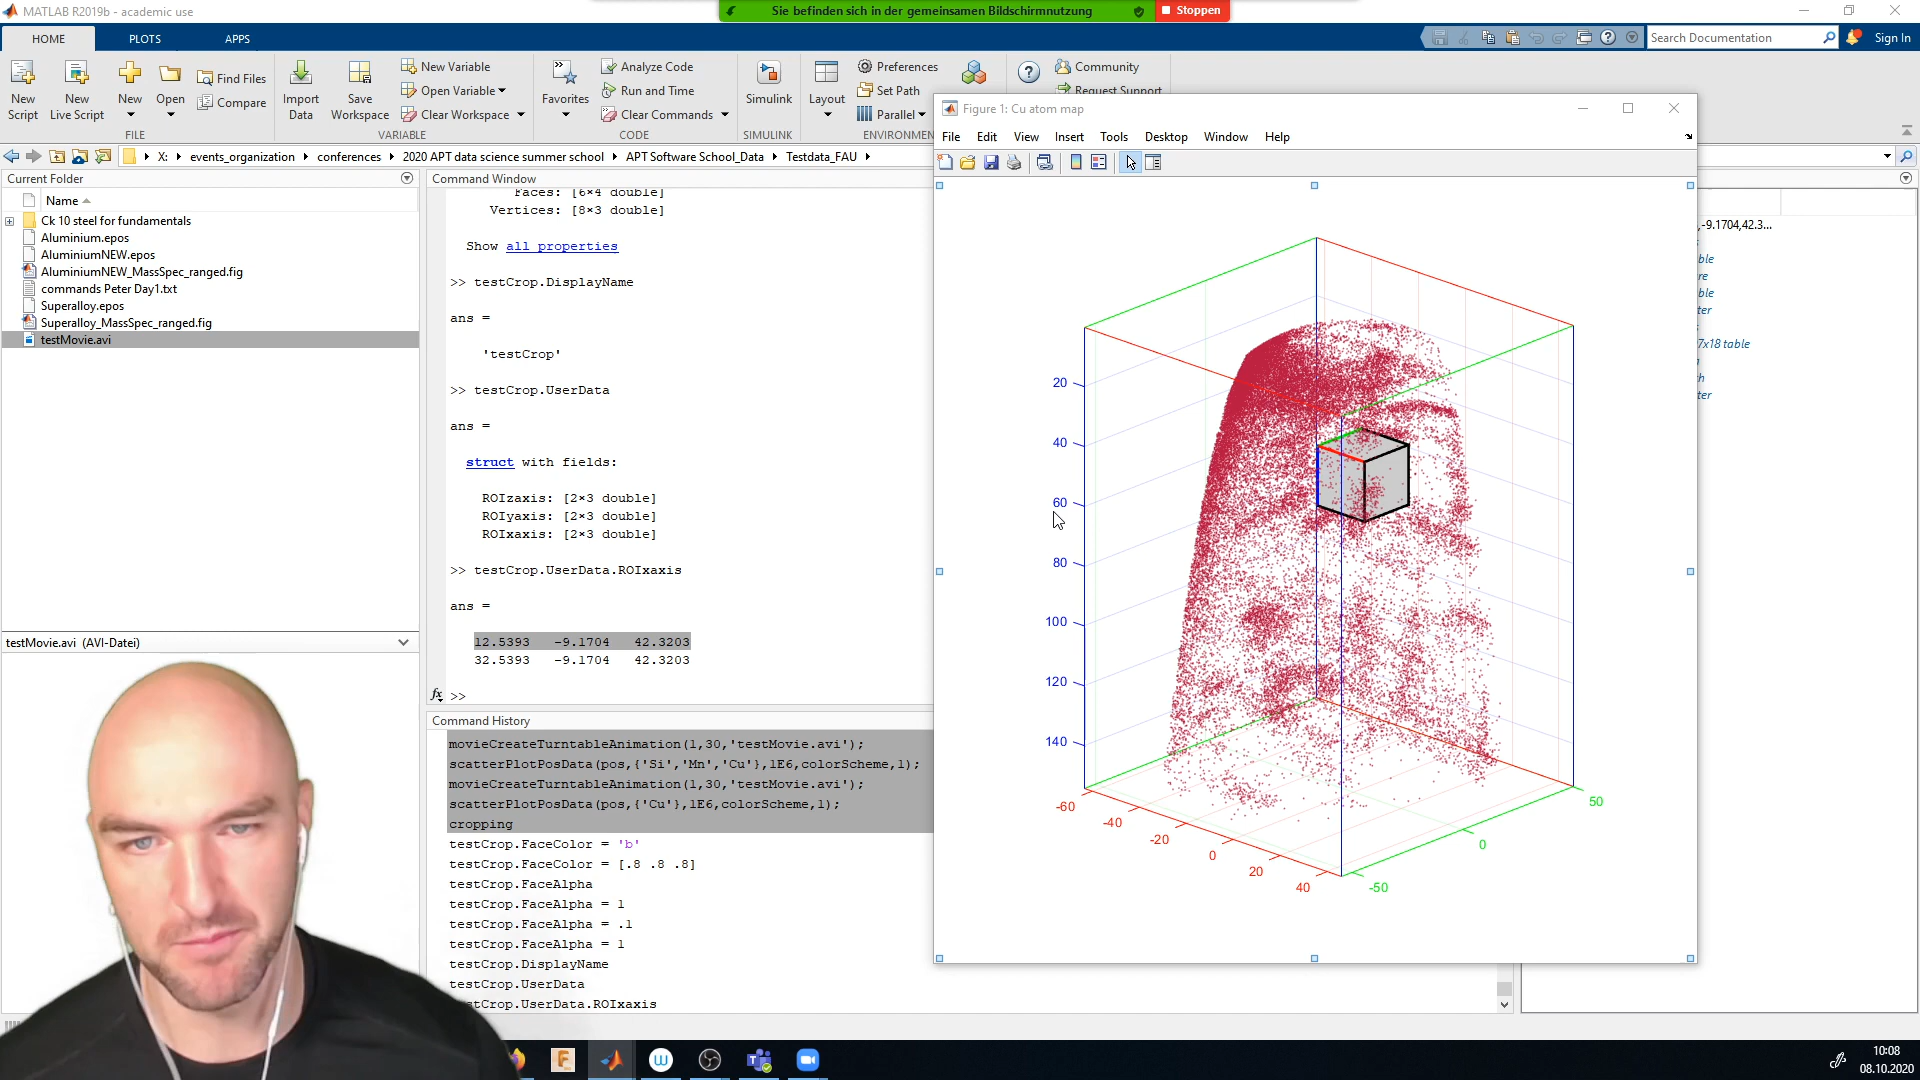 MATLAB R2019b - academic use
Sie befinden sich in der gemeinsamen Bildschirmnutzung
Stoppen
HOME
PLOTS
APPS
Search Documentation
Sign In
New Script
New Live Script
New
Open
Find Files
Compare
FILE
Import Data
Save Workspace
New Variable
Open Variable
Clear Workspace
VARIABLE
Favorites
Analyze Code
Run and Time
Clear Commands
CODE
Simulink
SIMULINK
Layout
Preferences
Set Path
Parallel
ENVIRONMEN
Community
Request Support
X:
events_organization
conferences
2020 APT data science summer school
APT Software School_Data
Testdata_FAU
Current Folder
Name
Ck 10 steel for fundamentals
Aluminium.epos
AluminiumNEW.epos
AluminiumNEW_MassSpec_ranged.fig
commands Peter Day1.txt
Superalloy.epos
Superalloy_MassSpec_ranged.fig
testMovie.avi
testMovie.avi (AVI-Datei)
Command Window
Faces: [6×4 double]
Vertices: [8×3 double]
Show all properties
>> testCrop.DisplayName
ans =
'testCrop'
>> testCrop.UserData
ans =
struct with fields:
ROIzaxis: [2×3 double]
ROIyaxis: [2×3 double]
ROIxaxis: [2×3 double]
>> testCrop.UserData.ROIxaxis
ans =
12.5393 -9.1704 42.3203
32.5393 -9.1704 42.3203
fx >>
Command History
movieCreateTurntableAnimation(1,30,'testMovie.avi');
scatterPlotPosData(pos,{'Si','Mn','Cu'},1E6,colorScheme,1);
movieCreateTurntableAnimation(1,30,'testMovie.avi');
scatterPlotPosData(pos,{'Cu'},1E6,colorScheme,1);
cropping
testCrop.FaceColor = 'b'
testCrop.FaceColor = [.8 .8 .8]
testCrop.FaceAlpha
testCrop.FaceAlpha = 1
testCrop.FaceAlpha = .1
testCrop.FaceAlpha = 1
testCrop.DisplayName
testCrop.UserData
stCrop.UserData.ROIxaxis
Figure 1: Cu atom map
File Edit View Insert Tools Desktop Window Help
20
40
60
80
100
120
140
-60
-40
-20
0
20
40
-50
0
50
,-9.1704,42.3...
ble
re
ble
ter
7x18 table
h
ter
10:08
08.10.2020